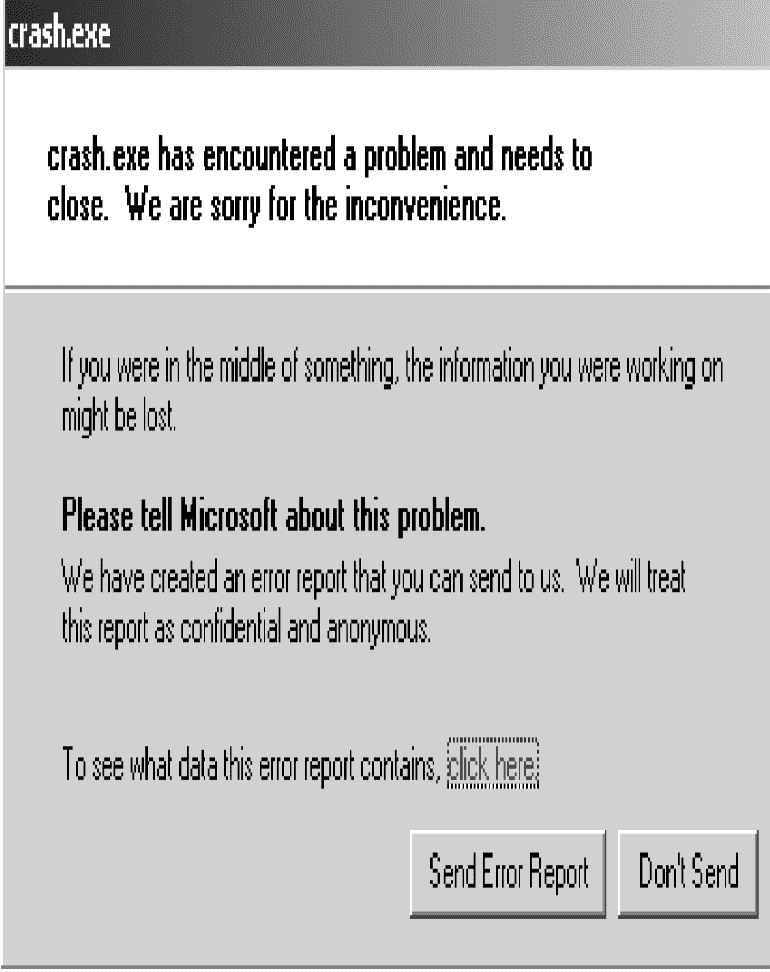 crash.exe
crash.exe has encountered a problem and needs to
close.  We are sorry for the inconvenience.
If you were in the middle of something, the information you were working on
might be lost.
Please tell Microsoft about this problem.
We have created an error report that you can send to us.  We will treat
this report as confidential and anonymous.
To see what data this error report contains, click here.
Send Error Report
Don't Send